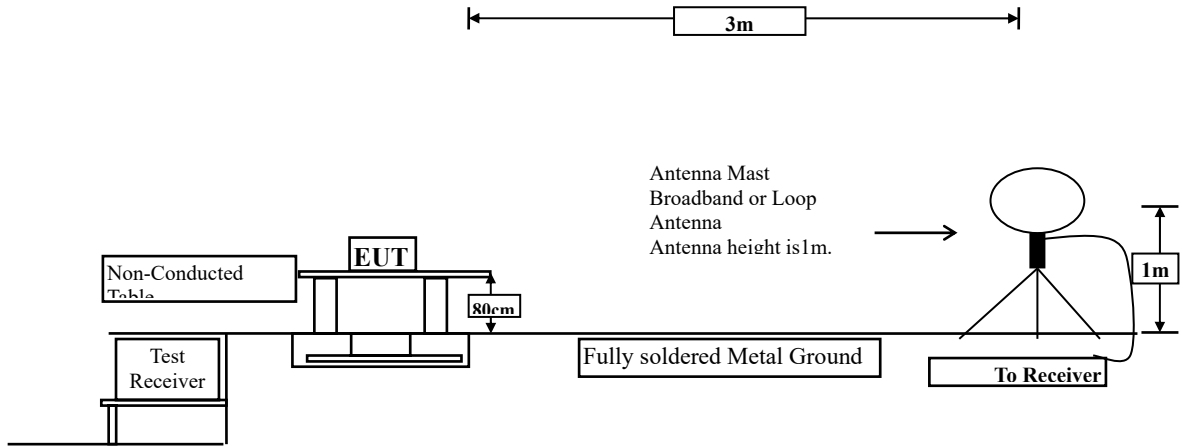 3m
Antenna Mast
Broadband or Loop
Antenna
Antenna height is1m.
EUT
Non-Conducted
Table
80cm
1m
Fully soldered Metal Ground
Test
Receiver
To Receiver